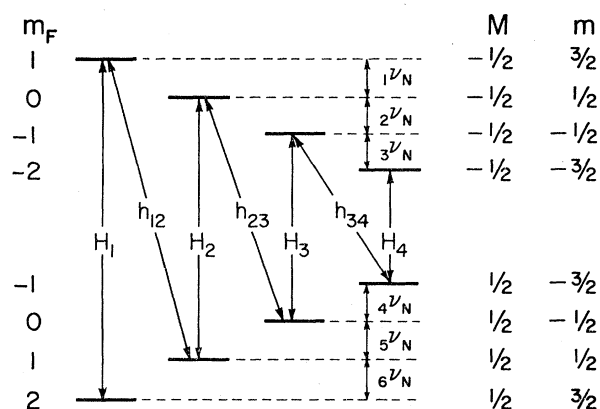 m_F M m
1 -1/2 3/2
₁ν_N
0 -1/2 1/2
₂ν_N
-1 -1/2 -1/2
₃ν_N
-2 -1/2 -3/2
H₁ h₁₂ H₂ h₂₃ H₃ h₃₄ H₄
-1 1/2 -3/2
₄ν_N
0 1/2 -1/2
₅ν_N
1 1/2 1/2
₆ν_N
2 1/2 3/2